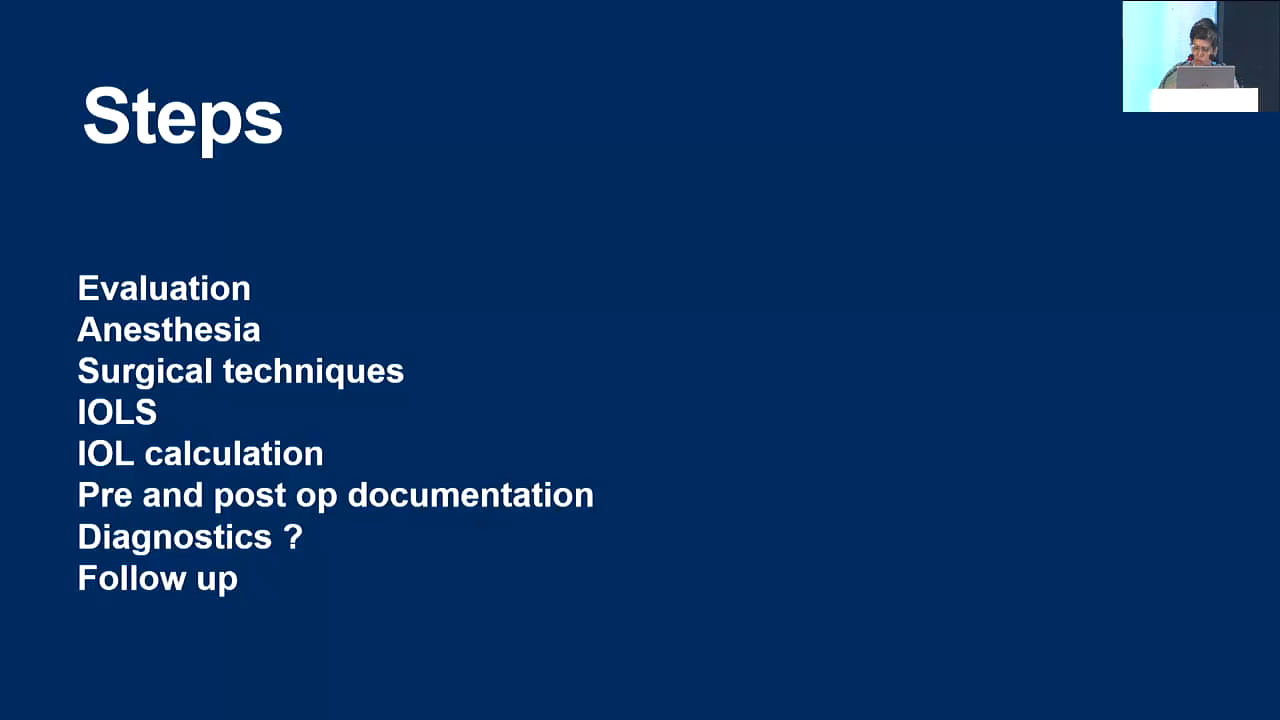 Steps
Evaluation
Anesthesia
Surgical techniques
IOLS
IOL calculation
Pre and post op documentation
Diagnostics ?
Follow up